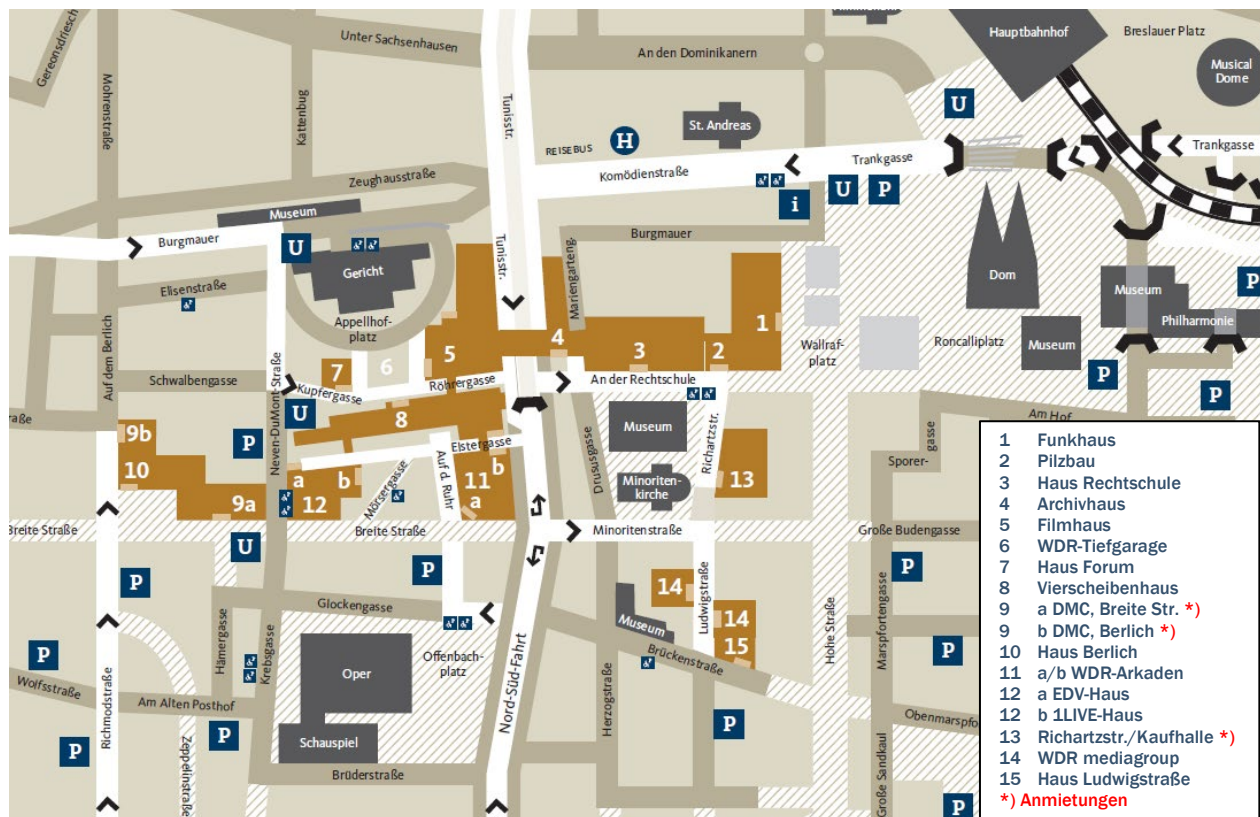 Gereonsdriesch
Mohrenstraße
Unter Sachsenhausen
Kattenbug
Tunisstr.
An den Dominikanern
Hauptbahnhof
Breslauer Platz
Musical
Dome
U
St. Andreas
REISEBUS
H
Komödienstraße
Trankgasse
Trankgasse
U
P
i
Zeughausstraße
Museum
Burgmauer
U
Gericht
Tunisstr.
Mariengarteng.
Burgmauer
Dom
P
Museum
Philharmonie
Elisenstraße
Appellhof-
platz
Auf dem Berlich
Neven-DuMont-Straße
1
2
3
4
5
6
7
Wallraf-
platz
Roncalliplatz
Museum
P
P
Schwalbengasse
Kupfergasse
Röhrergasse
An der Rechtschule
Am Hof
raße
9b
10
P
U
8
Elstergasse
Museum
Drususgasse
Richartzstr.
Minoriten-
kirche
13
Sporer-
gasse
9a
a
b
12
Mörsergasse
Auf d. Ruhr
11
a
b
Breite Straße
Breite Straße
Minoritenstraße
Große Budengasse
U
P
P
P
14
14
15
Ludwigstraße
Hohe Straße
Marspfortengasse
Glockengasse
Museum
Brückenstraße
Hämergasse
Krebsgasse
Oper
Offenbach-
platz
Nord-Süd-Fahrt
Herzogstraße
P
P
Wolfsstraße
Richmodstraße
Am Alten Posthof
Obenmarspfo
P
P
P
Zeppelinstraße
Schauspiel
Brüderstraße
Große Sandkaul
P
1 Funkhaus
2 Pilzbau
3 Haus Rechtschule
4 Archivhaus
5 Filmhaus
6 WDR-Tiefgarage
7 Haus Forum
8 Vierscheibenhaus
9 a DMC, Breite Str. *)
9 b DMC, Berlich *)
10 Haus Berlich
11 a/b WDR-Arkaden
12 a EDV-Haus
12 b 1LIVE-Haus
13 Richartzstr./Kaufhalle *)
14 WDR mediagroup
15 Haus Ludwigstraße
*) Anmietungen